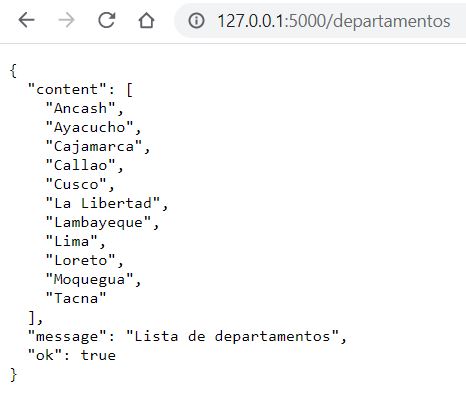 127.0.0.1:5000/departamentos
{
  "content": [
    "Ancash",
    "Ayacucho",
    "Cajamarca",
    "Callao",
    "Cusco",
    "La Libertad",
    "Lambayeque",
    "Lima",
    "Loreto",
    "Moquegua",
    "Tacna"
  ],
  "message": "Lista de departamentos",
  "ok": true
}